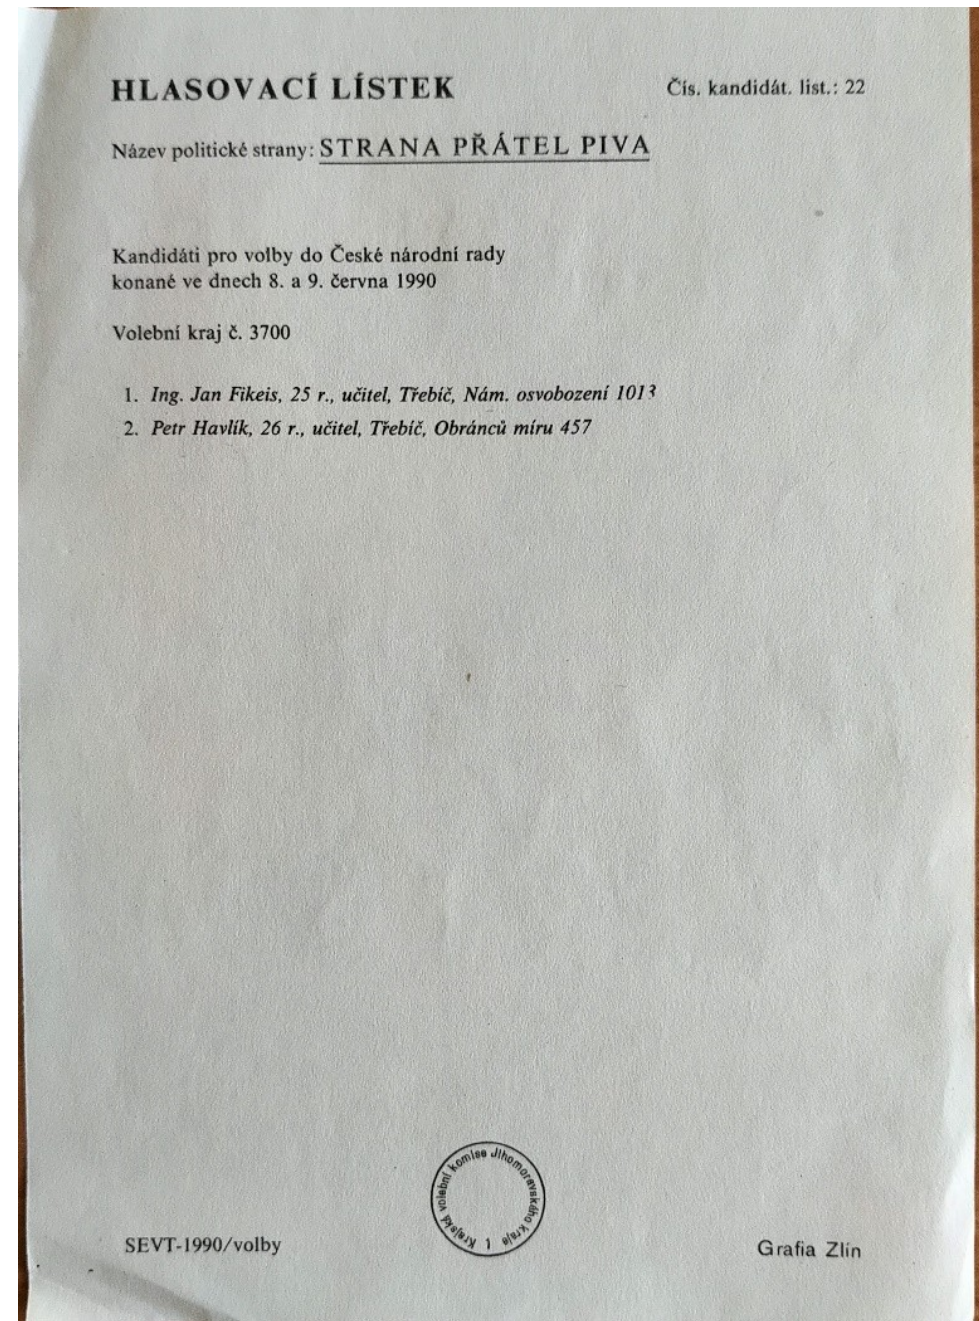 HLASOVACÍ LÍSTEK
Čís. kandidát. list.: 22
Název politické strany: STRANA PŘÁTEL PIVA
Kandidáti pro volby do České národní rady
konané ve dnech 8. a 9. června 1990
Volební kraj č. 3700
1. Ing. Jan Fikeis, 25 r., učitel, Třebíč, Nám. osvobození 1013
2. Petr Havlík, 26 r., učitel, Třebíč, Obránců míru 457
Krajská volební komise Jihomoravského kraje 1
SEVT-1990/volby
Grafia Zlín